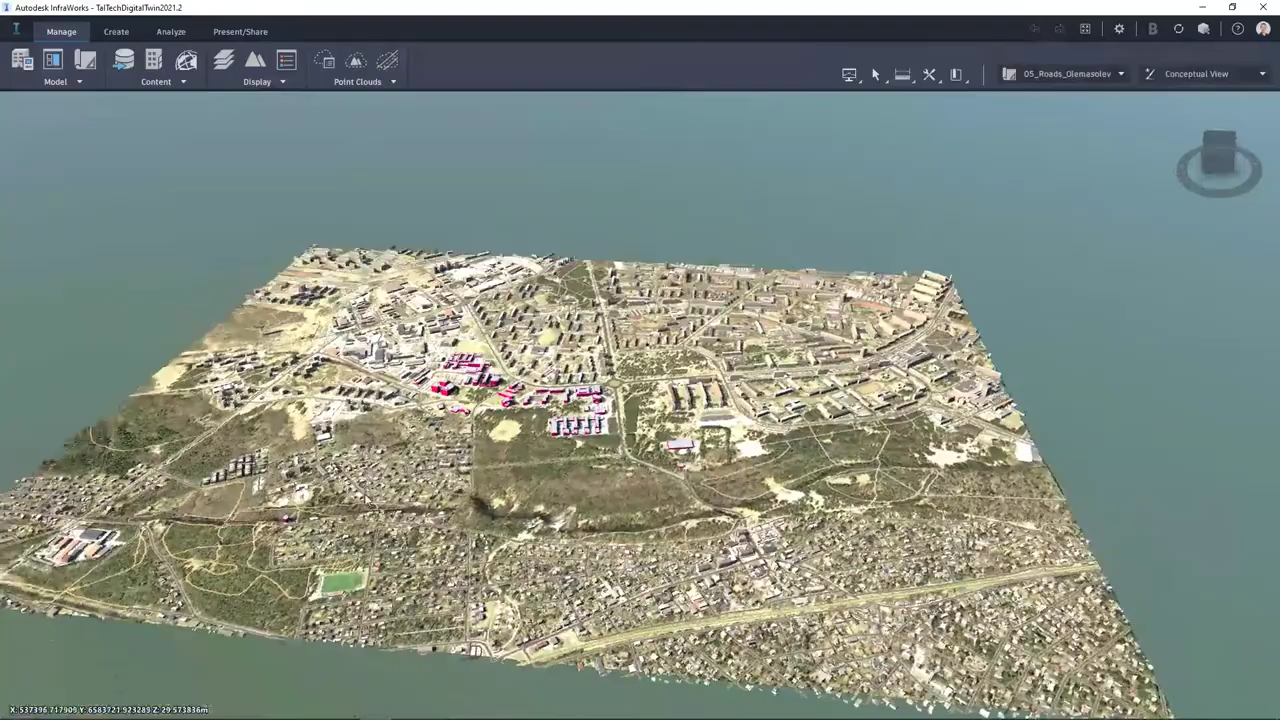 Autodesk InfraWorks - TalTechDigitalTwin2021.2
Manage
Create
Analyze
Present/Share
Model
Content
Display
Point Clouds
05_Roads_Olemasolev
Conceptual View
X: 537396.717909 Y: 6583721.923289 Z: 29.573836m